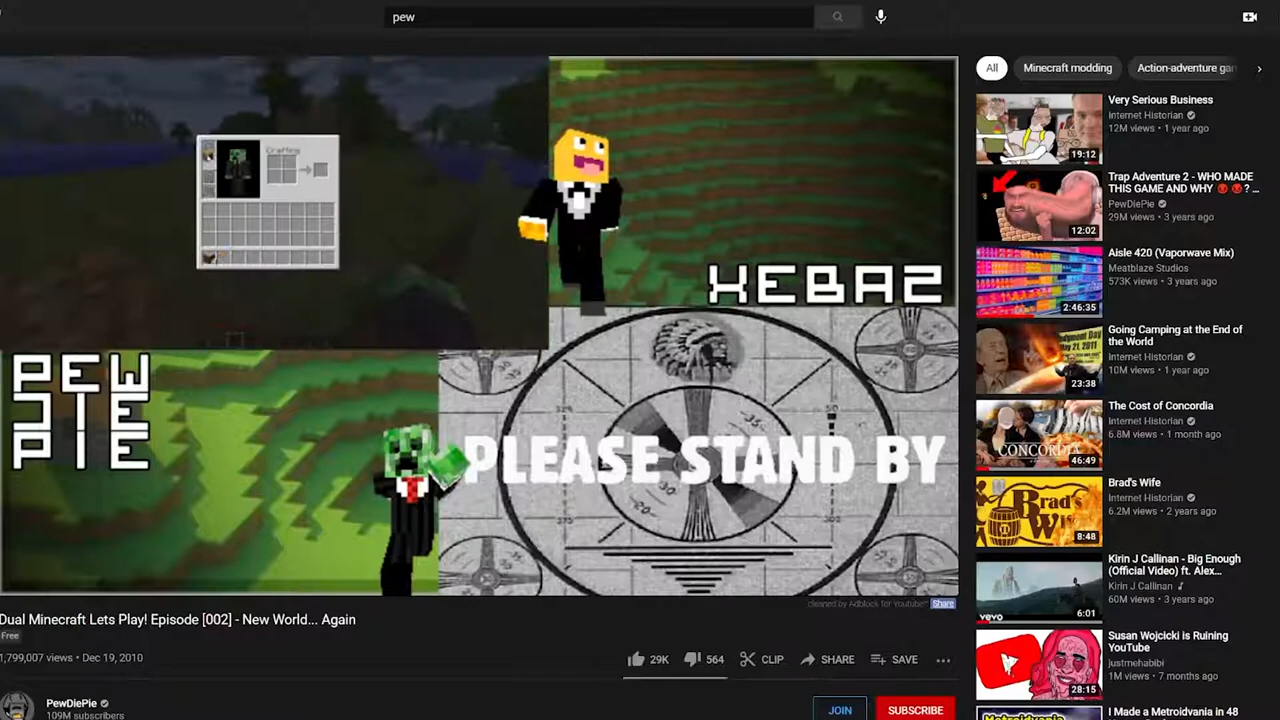 pew
Crafting
XEBAZ
PEW
DIE
PIE
PLEASE STAND BY
cleaned by Adblock for Youtube™ Share
Dual Minecraft Lets Play! Episode [002] - New World... Again
Free
1,799,007 views • Dec 19, 2010
29K
564
CLIP
SHARE
SAVE
PewDiePie
109M subscribers
JOIN
SUBSCRIBE
All
Minecraft modding
Action-adventure gam
Very Serious Business
Internet Historian
12M views • 1 year ago
19:12
Trap Adventure 2 - WHO MADE
THIS GAME AND WHY 😡 😡? ...
PewDiePie
29M views • 3 years ago
12:02
Aisle 420 (Vaporwave Mix)
Meatblaze Studios
573K views • 3 years ago
2:46:35
Going Camping at the End of
the World
Internet Historian
10M views • 1 year ago
23:38
The Cost of Concordia
Internet Historian
6.8M views • 1 month ago
CONCORDIA
46:49
Brad's Wife
Internet Historian
6.2M views • 2 years ago
Brad's
8:48
Kirin J Callinan - Big Enough
(Official Video) ft. Alex...
Kirin J Callinan
60M views • 3 years ago
vevo
6:01
Susan Wojcicki is Ruining
YouTube
justmehabibi
1M views • 7 months ago
28:15
I Made a Metroidvania in 48
Metroidvania